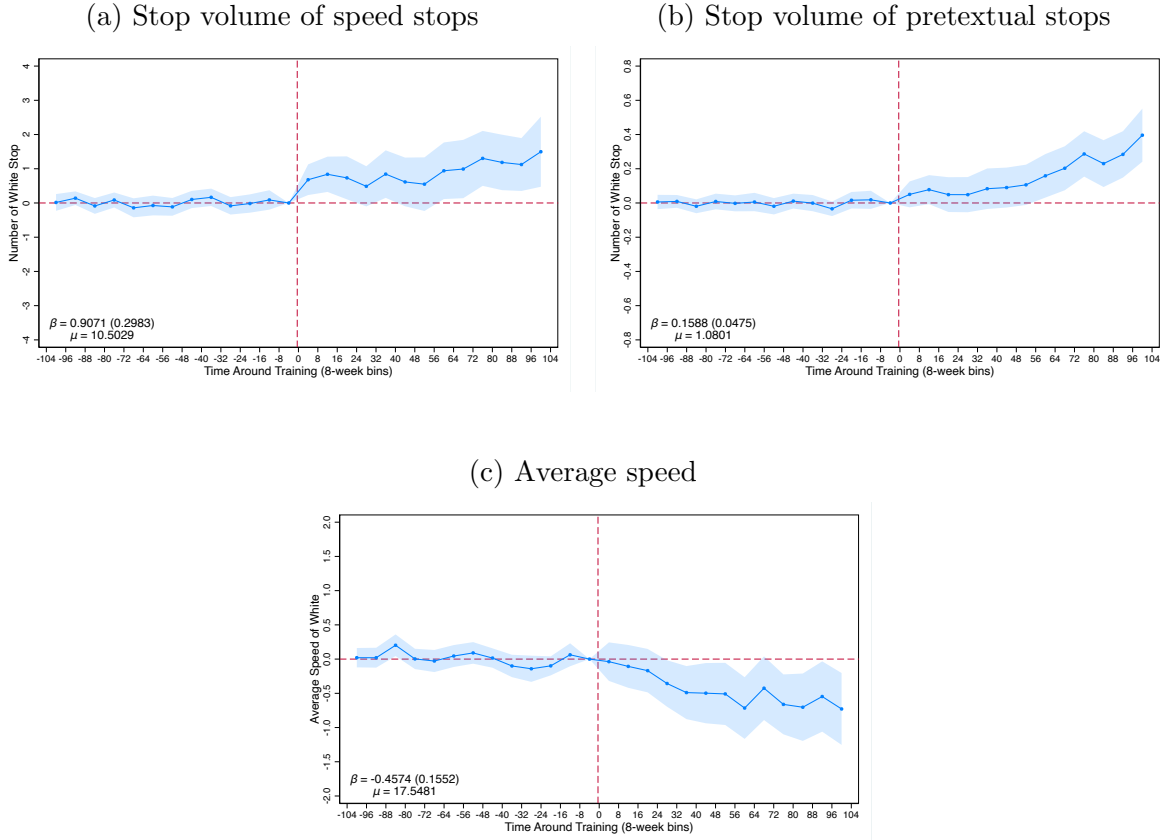 (a) Stop volume of speed stops
Number of White Stop
4
3
2
1
0
-1
-2
-3
-4
β = 0.9071 (0.2983)
μ = 10.5029
-104 -96 -88 -80 -72 -64 -56 -48 -40 -32 -24 -16 -8 0 8 16 24 32 40 48 56 64 72 80 88 96 104
Time Around Training (8-week bins)
(b) Stop volume of pretextual stops
Number of White Stop
0.8
0.6
0.4
0.2
0.0
-0.2
-0.4
-0.6
-0.8
β = 0.1588 (0.0475)
μ = 1.0801
-104 -96 -88 -80 -72 -64 -56 -48 -40 -32 -24 -16 -8 0 8 16 24 32 40 48 56 64 72 80 88 96 104
Time Around Training (8-week bins)
(c) Average speed
Average Speed of White
2.0
1.5
1.0
0.5
0.0
-0.5
-1.0
-1.5
-2.0
β = -0.4574 (0.1552)
μ = 17.5481
-104 -96 -88 -80 -72 -64 -56 -48 -40 -32 -24 -16 -8 0 8 16 24 32 40 48 56 64 72 80 88 96 104
Time Around Training (8-week bins)